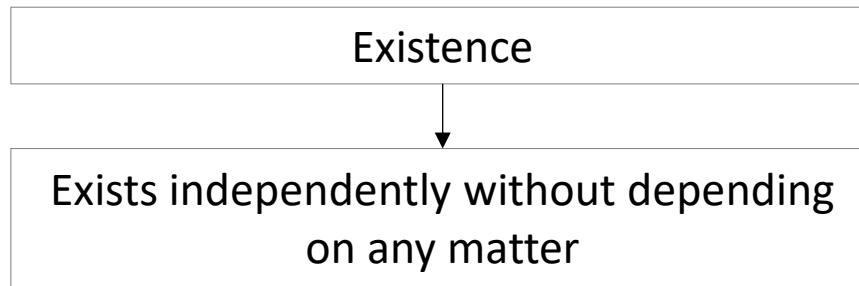 Existence
Exists independently without depending
on any matter